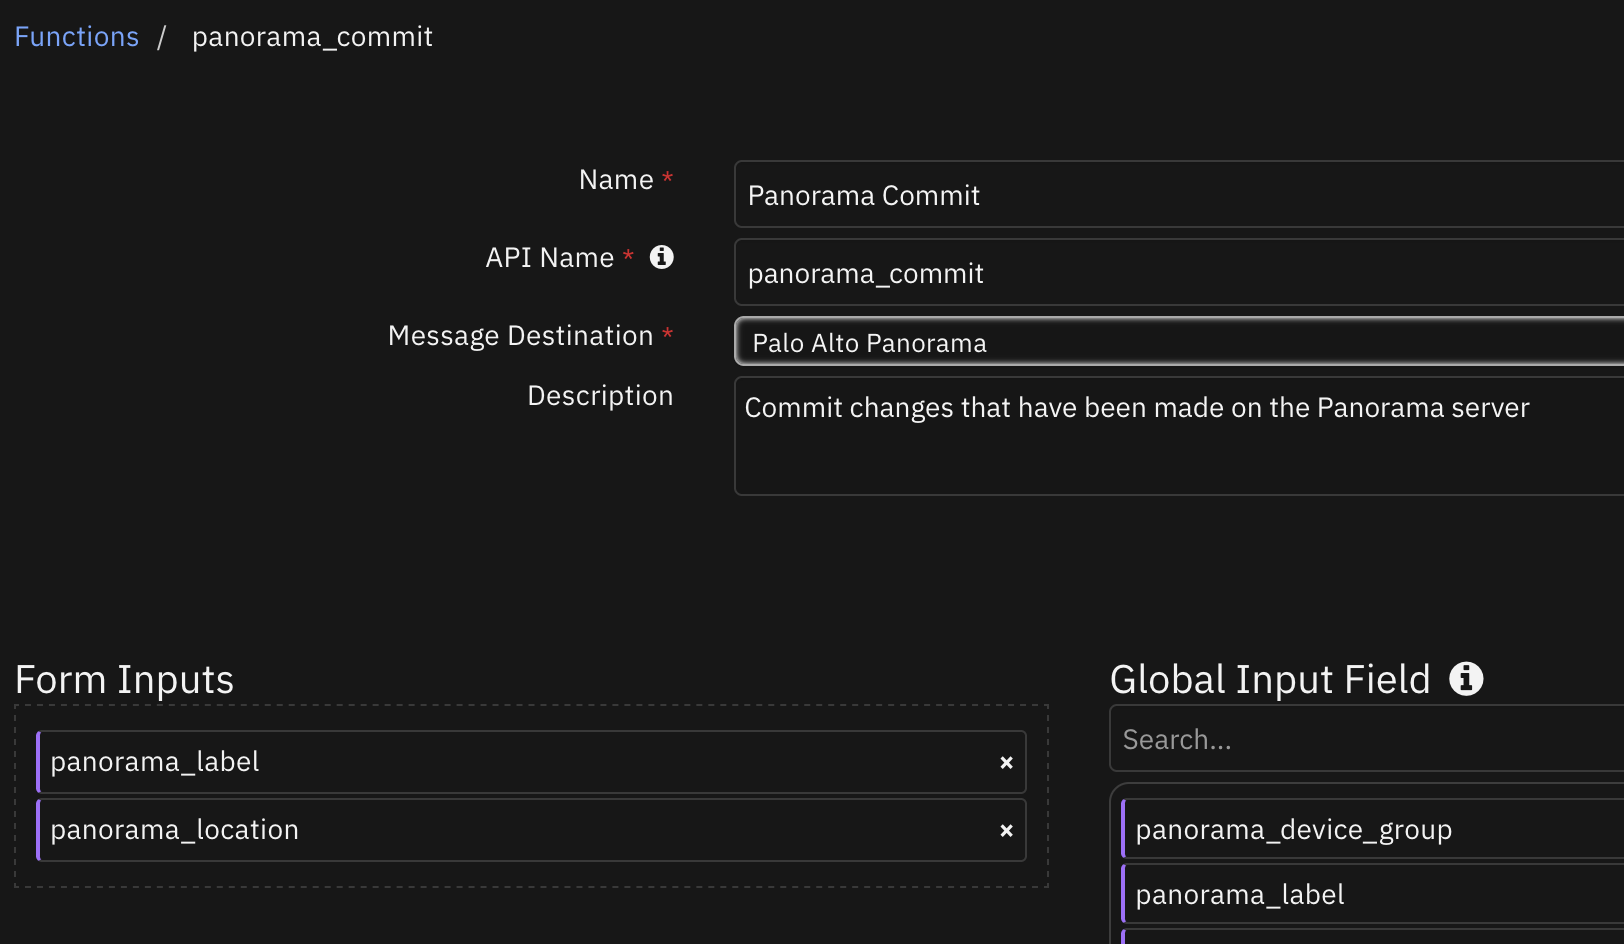 Functions / panorama_commit
Name *
Panorama Commit
API Name *
panorama_commit
Message Destination *
Palo Alto Panorama
Description
Commit changes that have been made on the Panorama server
Form Inputs
panorama_label ×
panorama_location ×
Global Input Field
Search...
panorama_device_group
panorama_label